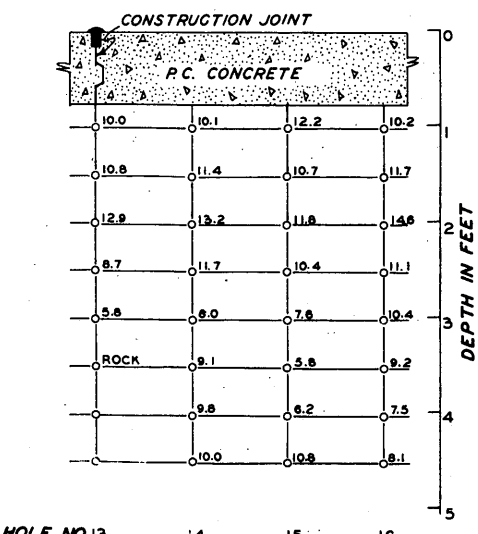 CONSTRUCTION JOINT
0
P.C. CONCRETE
10.0 10.1 12.2 10.2
1
10.8 11.4 10.7 11.7
12.9 13.2 11.8 14.6
2
8.7 11.7 10.4 11.1
5.8 8.0 7.6 10.4
3
ROCK 9.1 5.8 9.2
9.8 6.2 7.5
4
10.0 10.8 8.1
5
DEPTH IN FEET
HOLE NO. 13 14 15 16